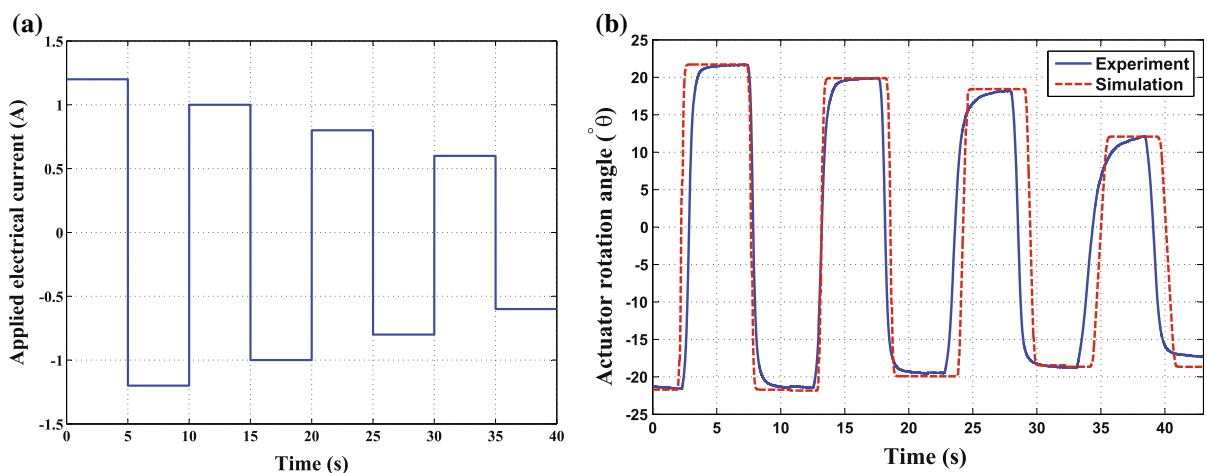 (a)
1.5
1
0.5
0
-0.5
-1
-1.5
0 5 10 15 20 25 30 35 40
Applied electrical current (A)
Time (s)
(b)
25
20
15
10
5
0
-5
-10
-15
-20
-25
0 5 10 15 20 25 30 35 40
Actuator rotation angle (°θ)
Time (s)
Experiment
Simulation